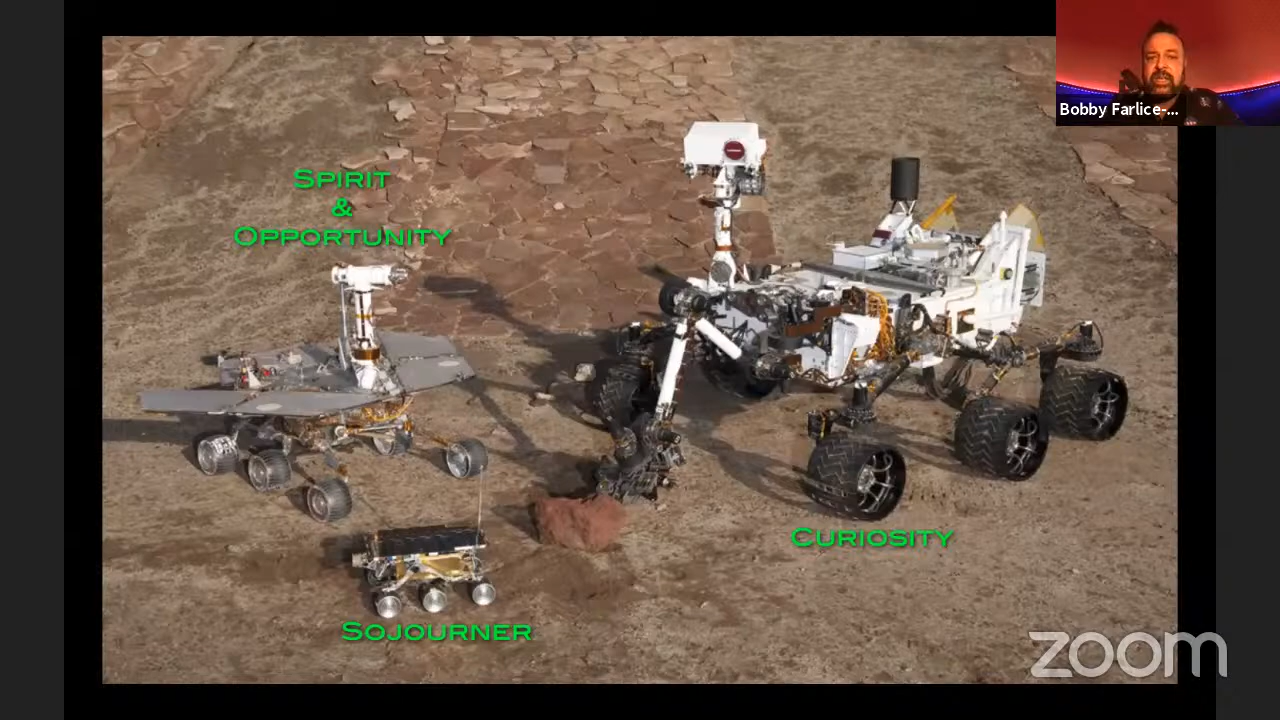 Bobby Farlice-...
SPIRIT
&
OPPORTUNITY
CURIOSITY
SOJOURNER
zoom